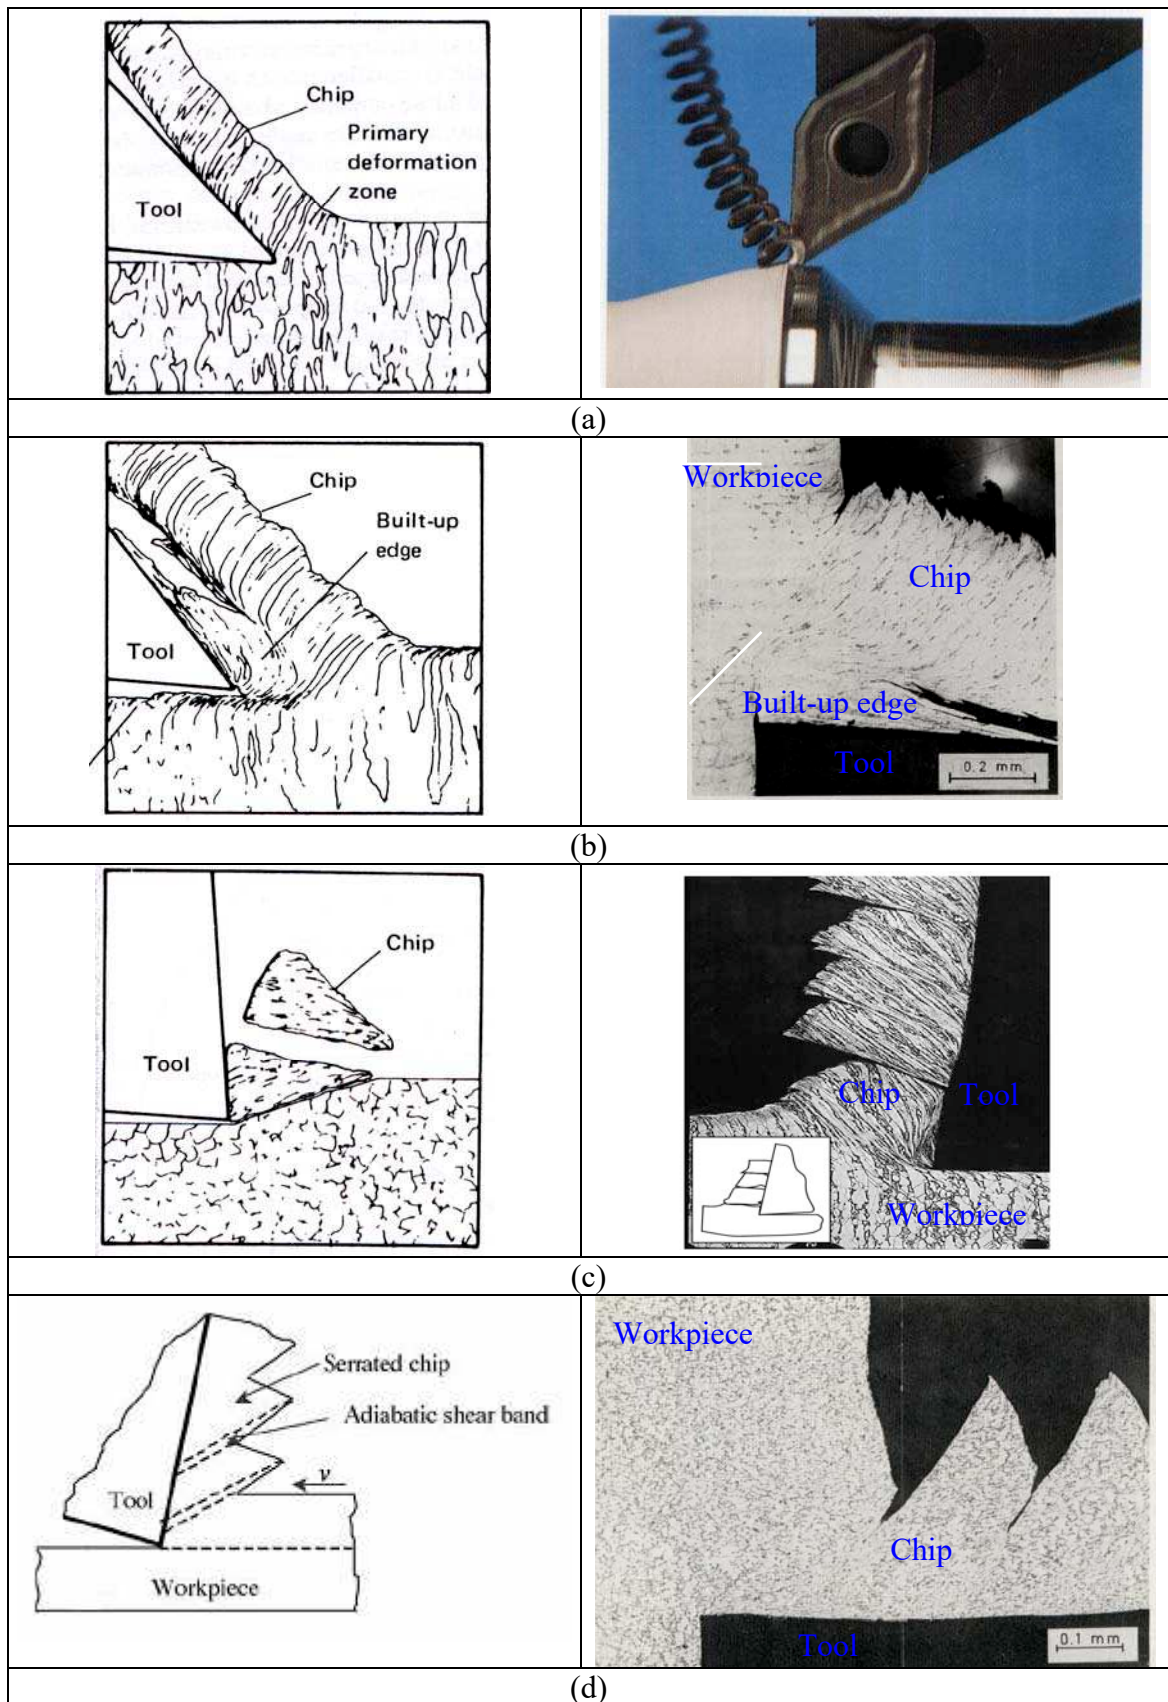 Chip
Primary
deformation
zone
Tool
(a)
Chip
Built-up
edge
Tool
Workpiece
Chip
Built-up edge
Tool
0.2 mm
(b)
Chip
Tool
Chip
Tool
Workpiece
(c)
Serrated chip
Adiabatic shear band
v
Tool
Workpiece
Workpiece
Chip
Tool
0.1 mm
(d)